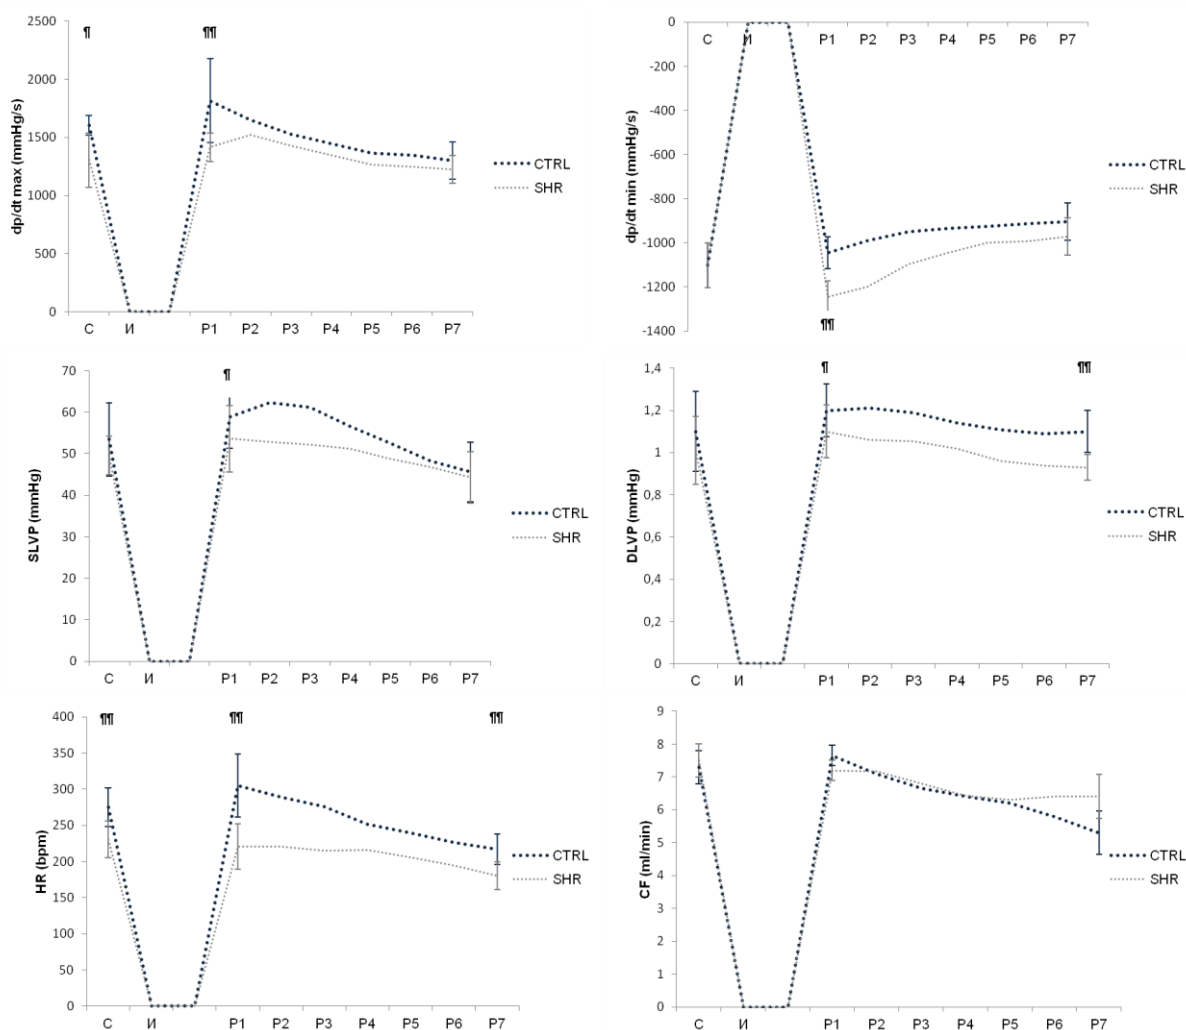 ¶ ¶¶
2500
2000
1500
1000
500
0
dp/dt max (mmHg/s)
C И P1 P2 P3 P4 P5 P6 P7
CTRL
SHR
0
-200
-400
-600
-800
-1000
-1200
-1400
dp/dt min (mmHg/s)
C И P1 P2 P3 P4 P5 P6 P7
¶¶
CTRL
SHR
¶
70
60
50
40
30
20
10
0
SLVP (mmHg)
C И P1 P2 P3 P4 P5 P6 P7
CTRL
SHR
¶ ¶¶
1,4
1,2
1
0,8
0,6
0,4
0,2
0
DLVP (mmHg)
C И P1 P2 P3 P4 P5 P6 P7
CTRL
SHR
¶¶ ¶¶ ¶¶
400
350
300
250
200
150
100
50
0
HR (bpm)
C И P1 P2 P3 P4 P5 P6 P7
CTRL
SHR
9
8
7
6
5
4
3
2
1
0
CF (ml/min)
C И P1 P2 P3 P4 P5 P6 P7
CTRL
SHR